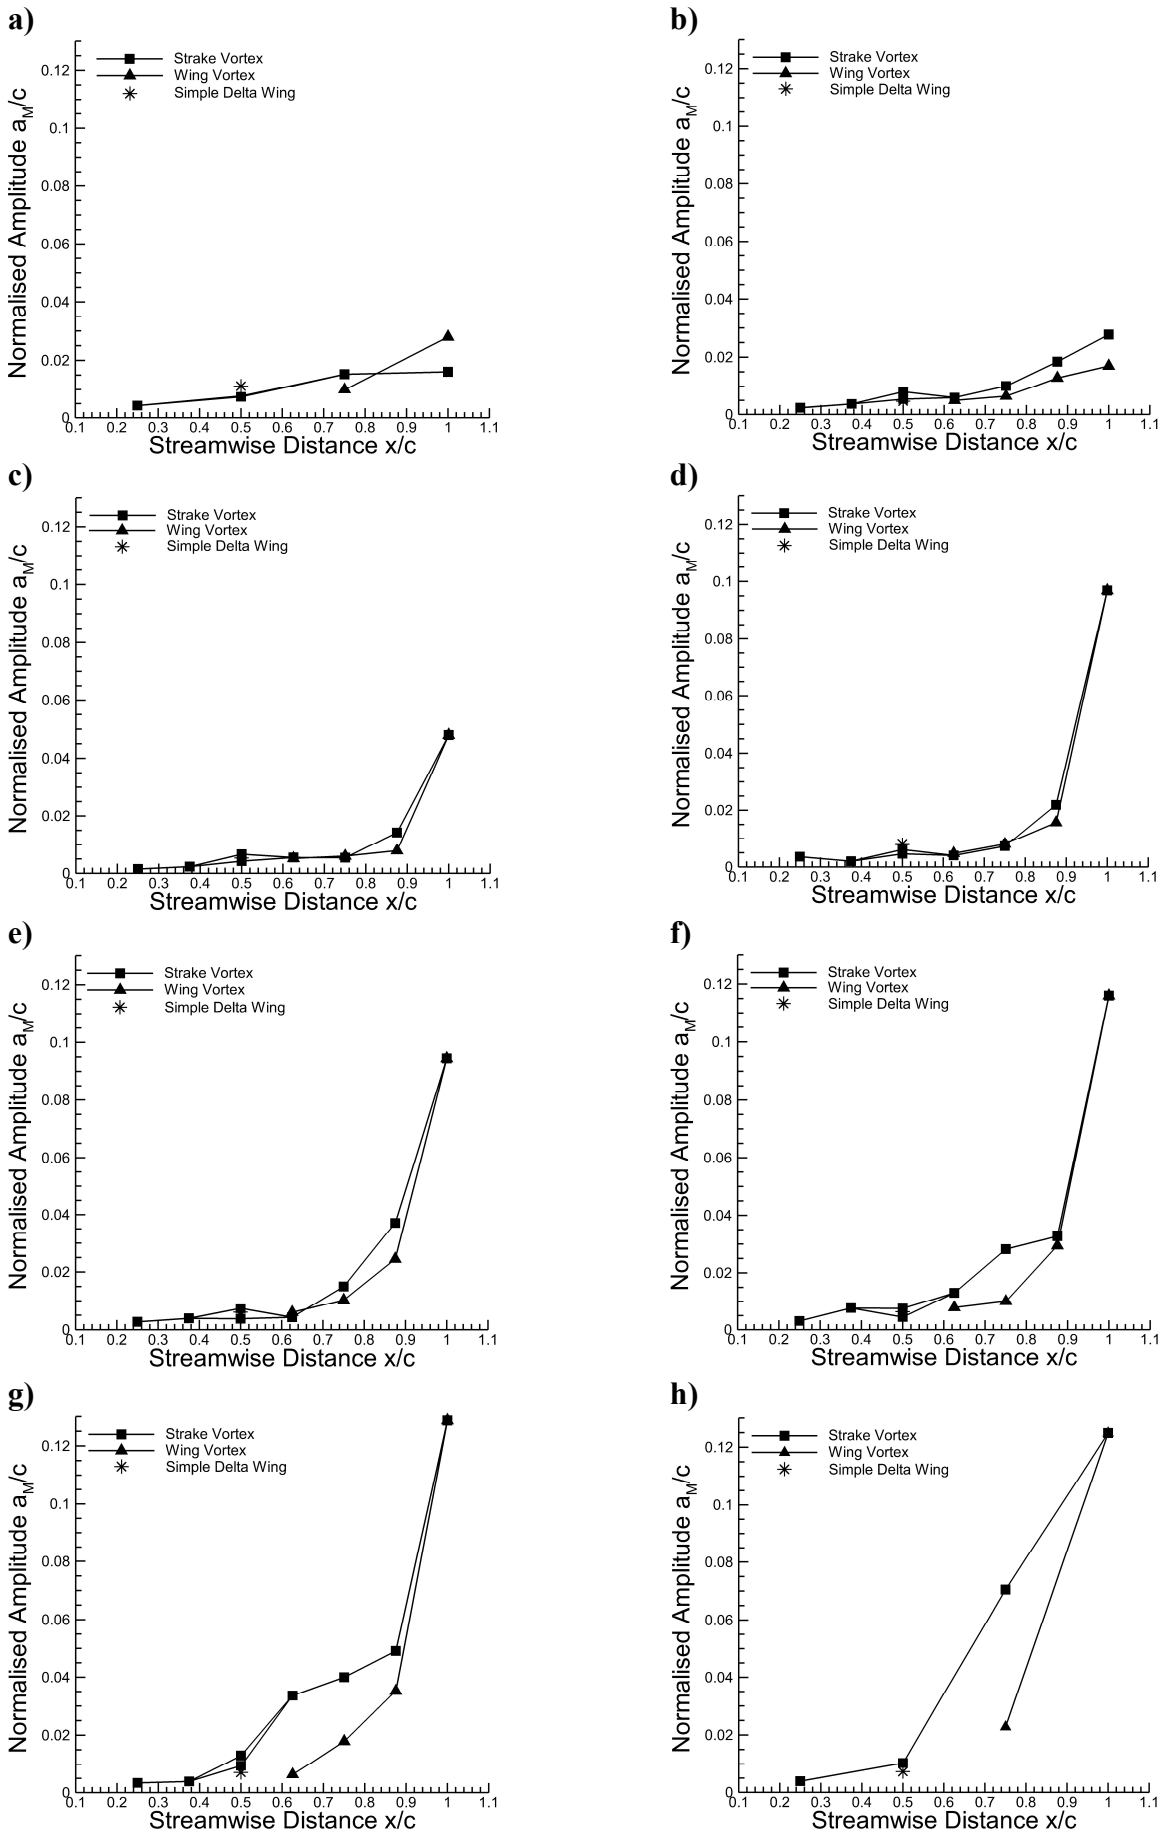 a)
Strake Vortex
Wing Vortex
Simple Delta Wing
Normalised Amplitude aM/c
0.12
0.1
0.08
0.06
0.04
0.02
0
0.1 0.2 0.3 0.4 0.5 0.6 0.7 0.8 0.9 1 1.1
Streamwise Distance x/c
b)
Strake Vortex
Wing Vortex
Simple Delta Wing
Normalised Amplitude aM/c
0.12
0.1
0.08
0.06
0.04
0.02
0
0.1 0.2 0.3 0.4 0.5 0.6 0.7 0.8 0.9 1 1.1
Streamwise Distance x/c
c)
Strake Vortex
Wing Vortex
Simple Delta Wing
Normalised Amplitude aM/c
0.12
0.1
0.08
0.06
0.04
0.02
0
0.1 0.2 0.3 0.4 0.5 0.6 0.7 0.8 0.9 1 1.1
Streamwise Distance x/c
d)
Strake Vortex
Wing Vortex
Simple Delta Wing
Normalised Amplitude aM/c
0.12
0.1
0.08
0.06
0.04
0.02
0
0.1 0.2 0.3 0.4 0.5 0.6 0.7 0.8 0.9 1 1.1
Streamwise Distance x/c
e)
Strake Vortex
Wing Vortex
Simple Delta Wing
Normalised Amplitude aM/c
0.12
0.1
0.08
0.06
0.04
0.02
0
0.1 0.2 0.3 0.4 0.5 0.6 0.7 0.8 0.9 1 1.1
Streamwise Distance x/c
f)
Strake Vortex
Wing Vortex
Simple Delta Wing
Normalised Amplitude aM/c
0.12
0.1
0.08
0.06
0.04
0.02
0
0.1 0.2 0.3 0.4 0.5 0.6 0.7 0.8 0.9 1 1.1
Streamwise Distance x/c
g)
Strake Vortex
Wing Vortex
Simple Delta Wing
Normalised Amplitude aM/c
0.12
0.1
0.08
0.06
0.04
0.02
0
0.1 0.2 0.3 0.4 0.5 0.6 0.7 0.8 0.9 1 1.1
Streamwise Distance x/c
h)
Strake Vortex
Wing Vortex
Simple Delta Wing
Normalised Amplitude aM/c
0.12
0.1
0.08
0.06
0.04
0.02
0
0.1 0.2 0.3 0.4 0.5 0.6 0.7 0.8 0.9 1 1.1
Streamwise Distance x/c